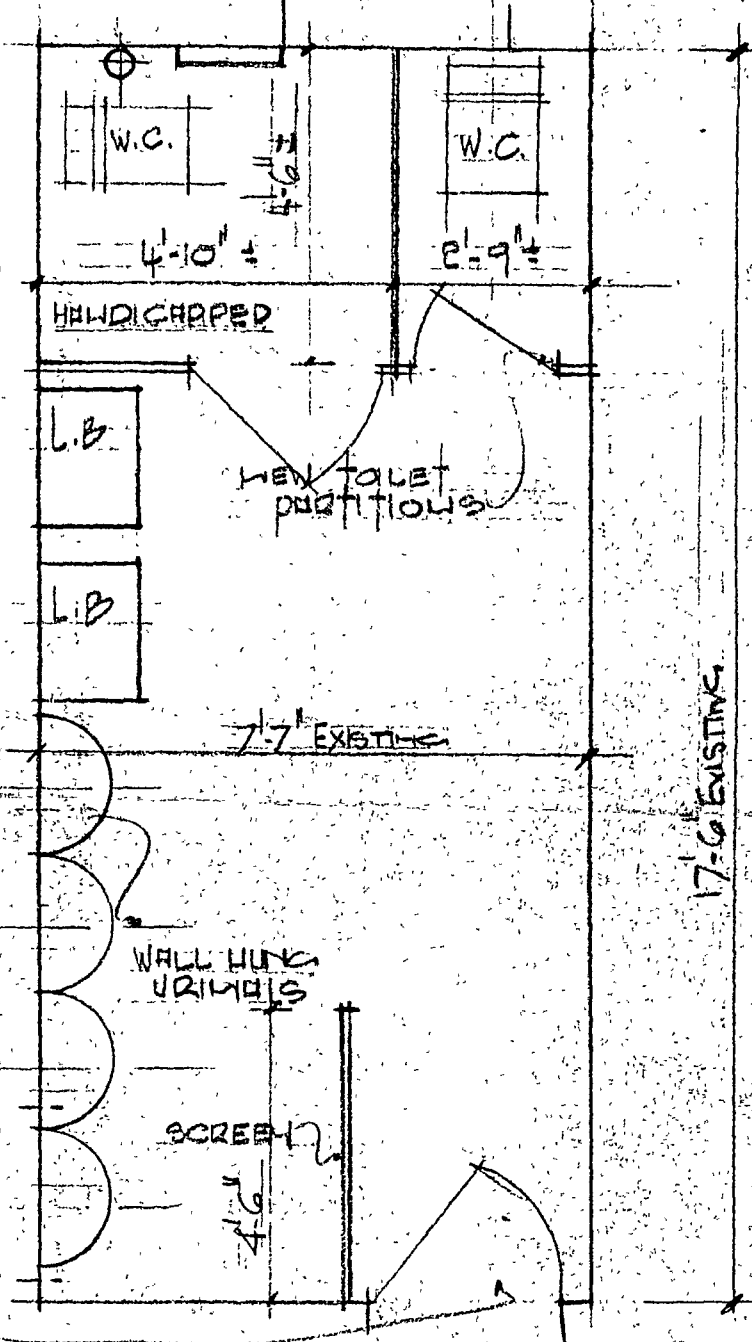 W.C.
W.C.
4'-6" ±
4'-10" ±
2'-9" ±
HANDICAPPED
L.B
NEW TOILET
PARTITIONS
L.B
7'-7" EXISTING
17'-6" EXISTING
WALL HUNG
URINALS
SCREEN
4'6"